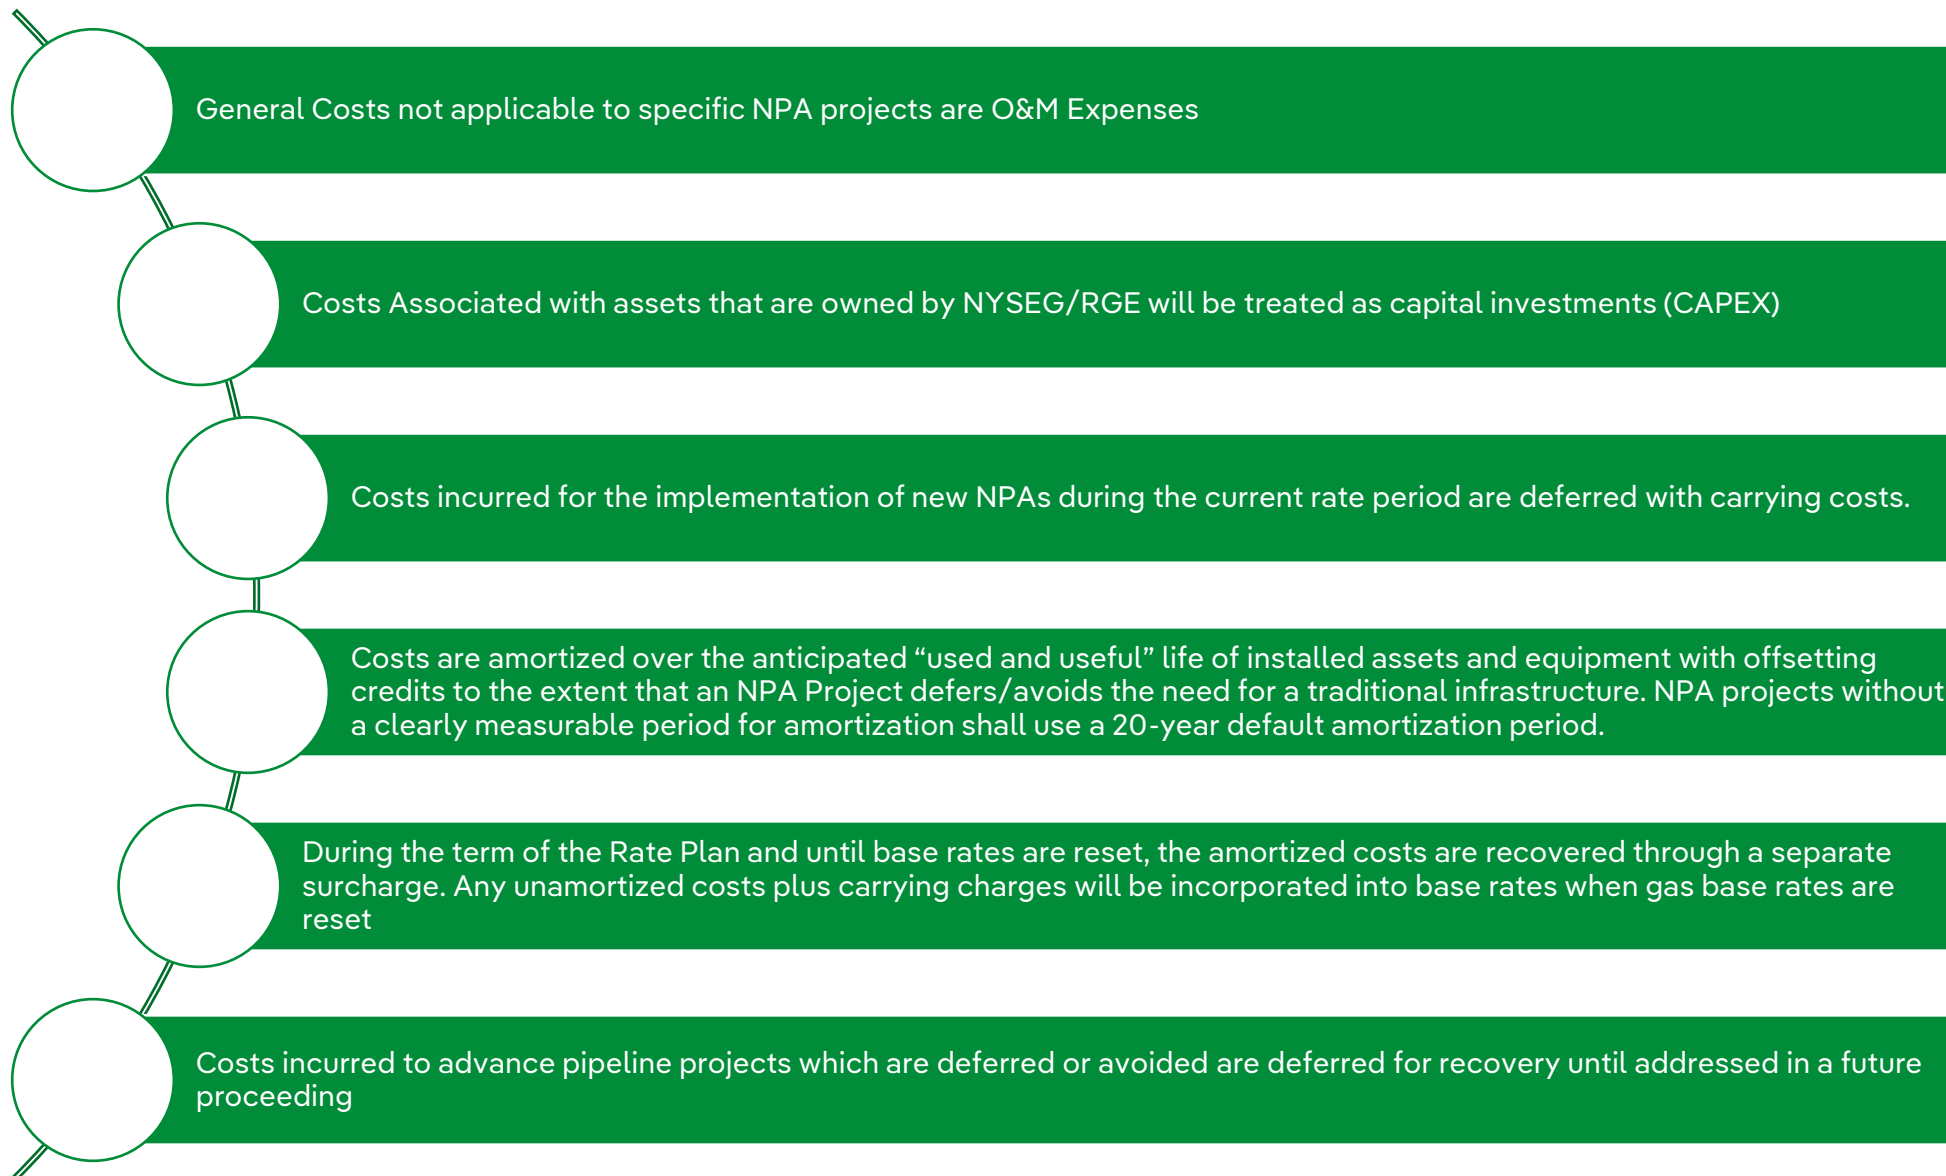 General Costs not applicable to specific NPA projects are O&M Expenses
Costs Associated with assets that are owned by NYSEG/RGE will be treated as capital investments (CAPEX)
Costs incurred for the implementation of new NPAs during the current rate period are deferred with carrying costs.
Costs are amortized over the anticipated “used and useful” life of installed assets and equipment with offsetting
credits to the extent that an NPA Project defers/avoids the need for a traditional infrastructure. NPA projects without
a clearly measurable period for amortization shall use a 20-year default amortization period.
During the term of the Rate Plan and until base rates are reset, the amortized costs are recovered through a separate
surcharge. Any unamortized costs plus carrying charges will be incorporated into base rates when gas base rates are
reset
Costs incurred to advance pipeline projects which are deferred or avoided are deferred for recovery until addressed in a future
proceeding